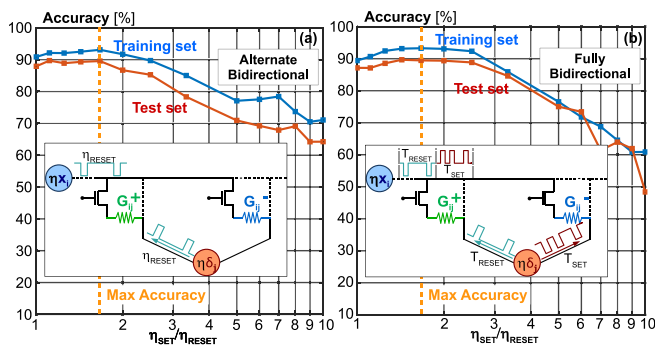 Accuracy [%]
(a)
Training set
Alternate
Bidirectional
Test set
100
90
80
70
60
50
40
30
20
10
ηRESET
ηxi
Gij+
Gij-
ηRESET
ηδj
Max Accuracy
1 2 3 4 5 6 7 8 9 10
ηSET/ηRESET
Accuracy [%]
(b)
Training set
Fully
Bidirectional
Test set
100
90
80
70
60
50
40
30
20
10
TRESET
TSET
ηxi
Gij+
Gij-
TRESET
ηδj
TSET
Max Accuracy
1 2 3 4 5 6 7 8 9 10
ηSET/ηRESET